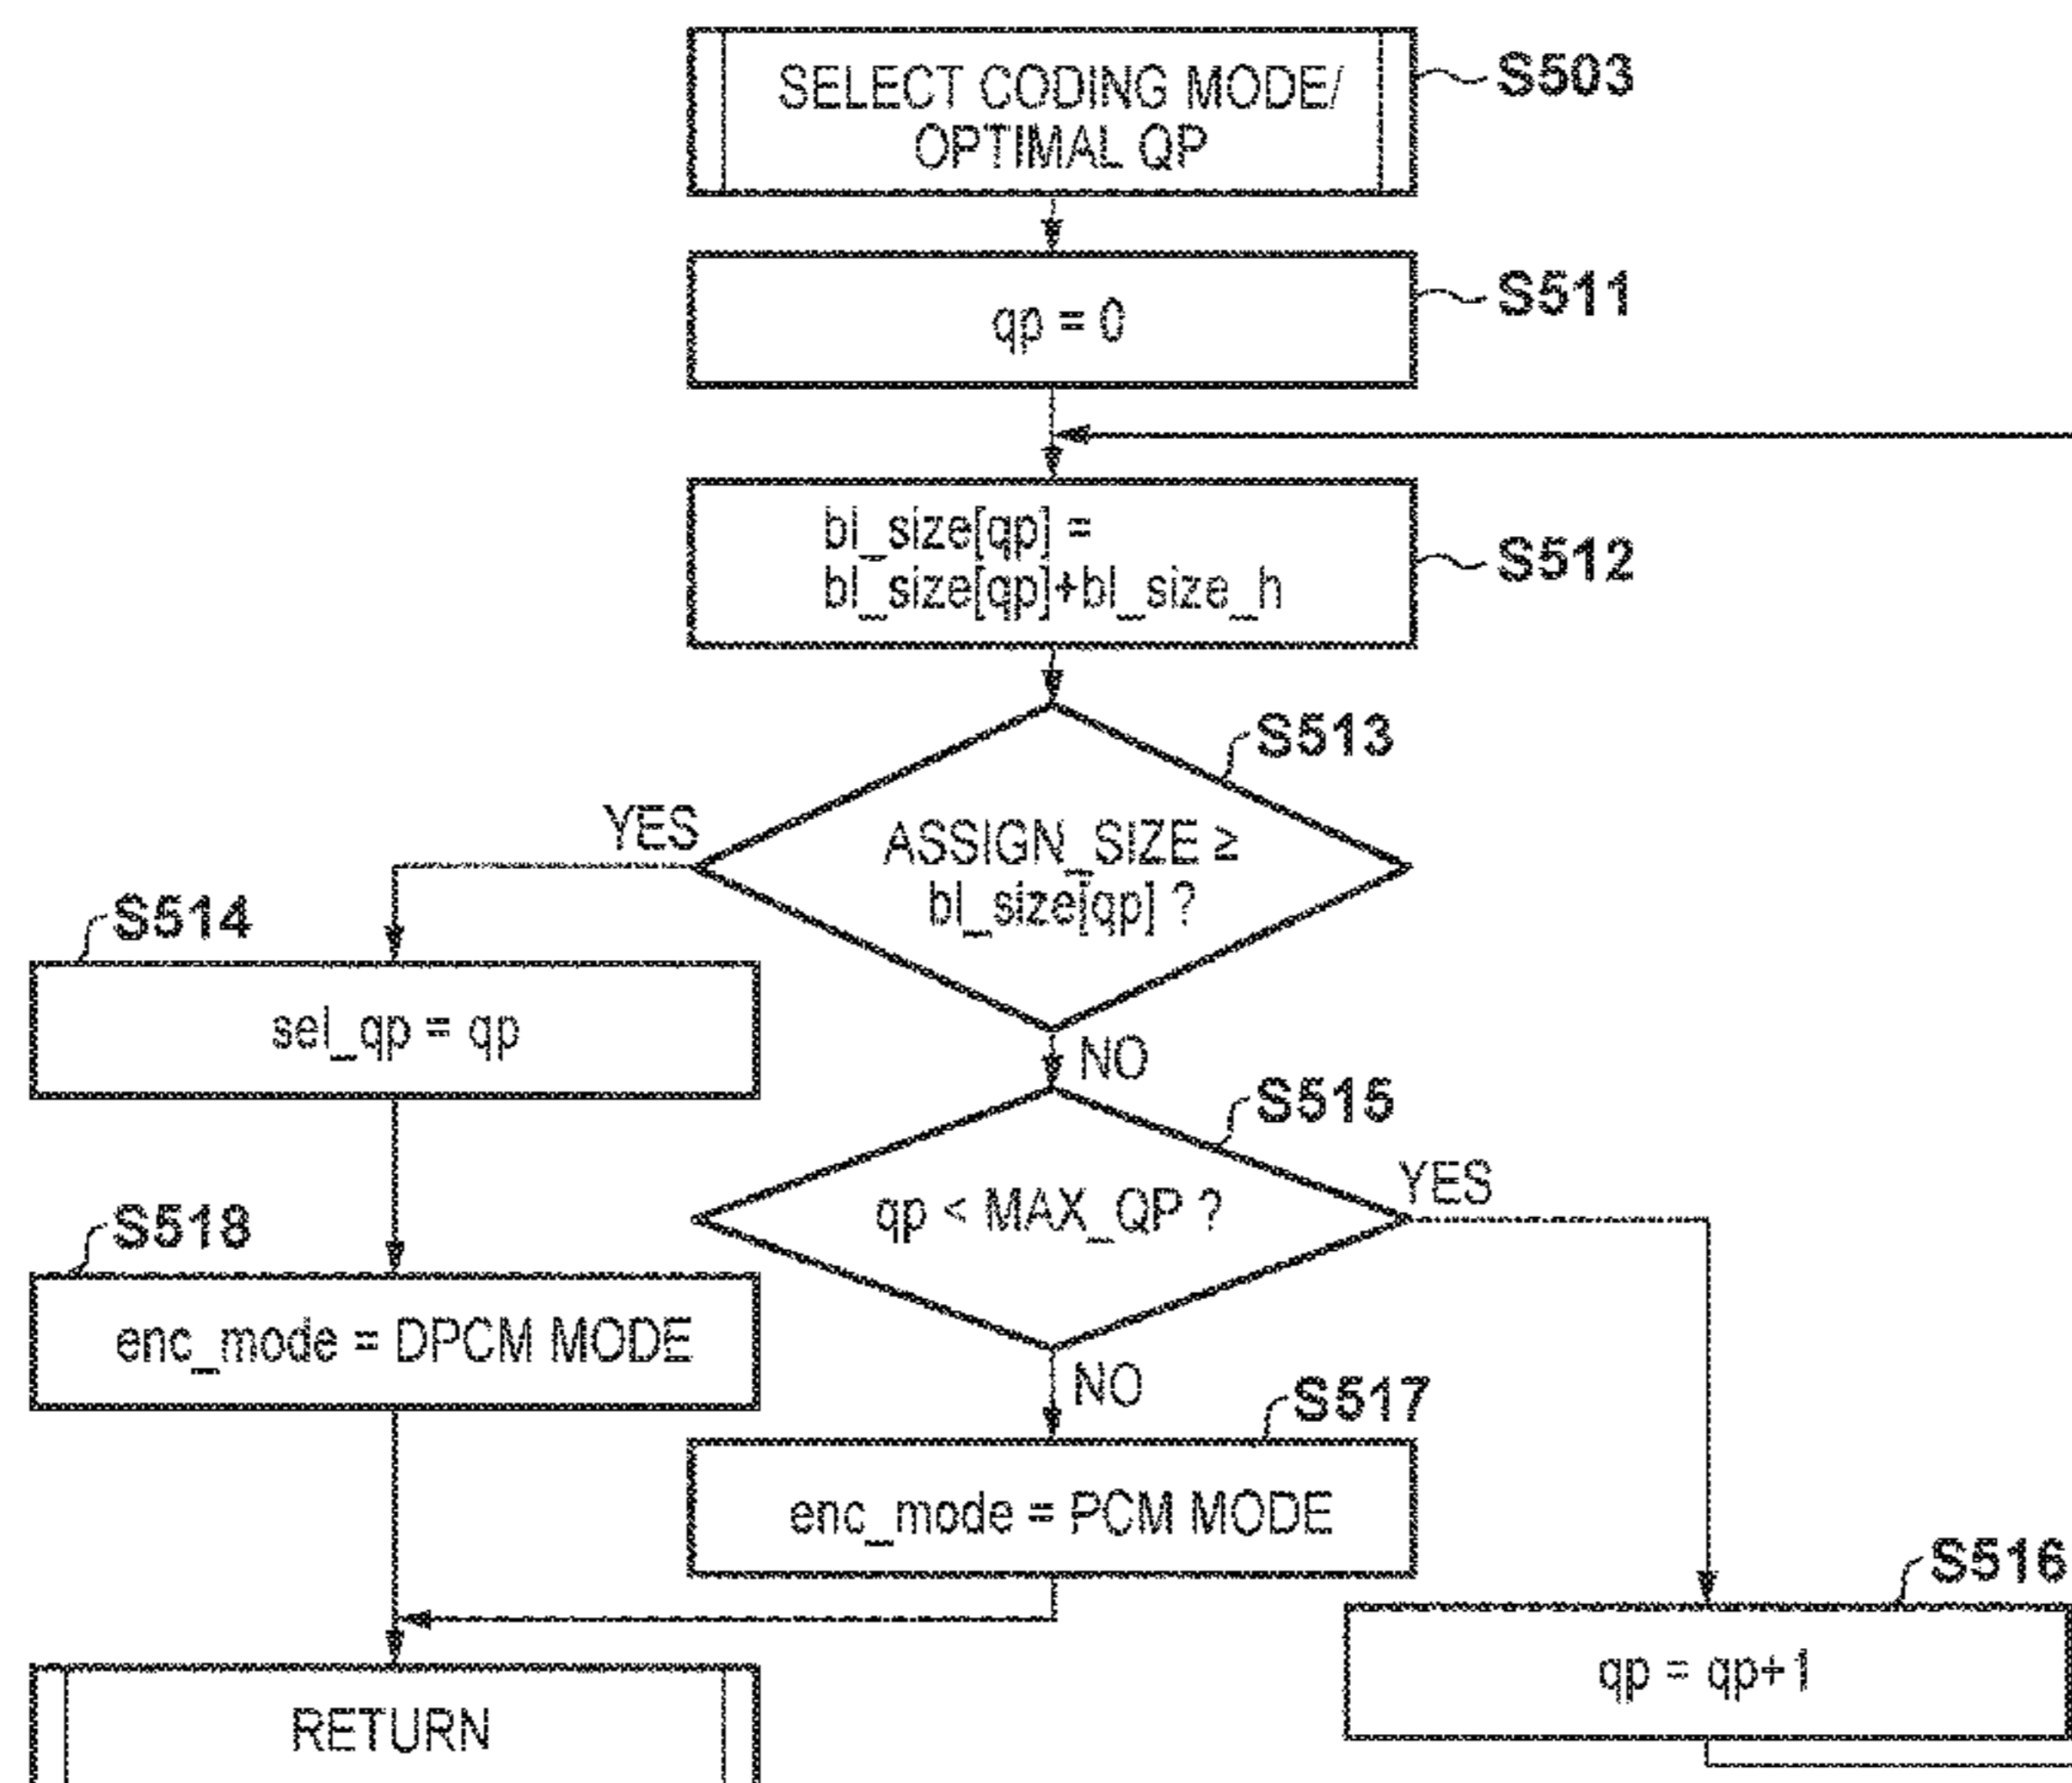 SELECT CODING MODE/
OPTIMAL QP
S503
qp = 0
S511
bl_size[qp] =
bl_size[qp]+bl_size_h
S512
S513
YES
ASSIGN_SIZE ≥
bl_size[qp] ?
S514
sel_qp = qp
NO
S515
YES
qp < MAX_QP ?
S518
enc_mode = DPCM MODE
NO
S517
enc_mode = PCM MODE
S516
qp = qp+1
RETURN